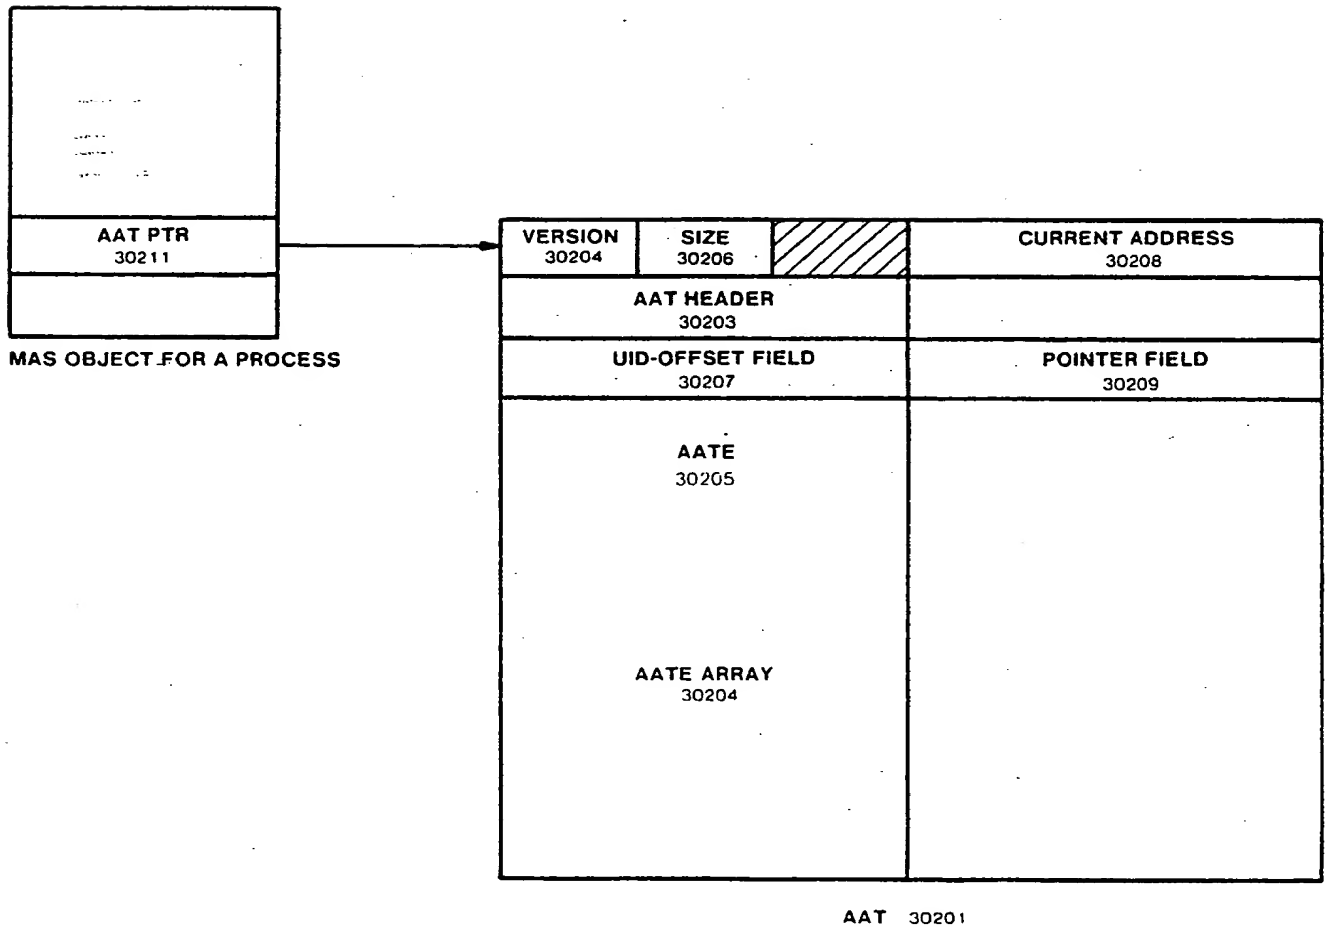 AAT PTR
30211
MAS OBJECT FOR A PROCESS
VERSION
30204
SIZE
30206
CURRENT ADDRESS
30208
AAT HEADER
30203
UID-OFFSET FIELD
30207
POINTER FIELD
30209
AATE
30205
AATE ARRAY
30204
AAT 30201